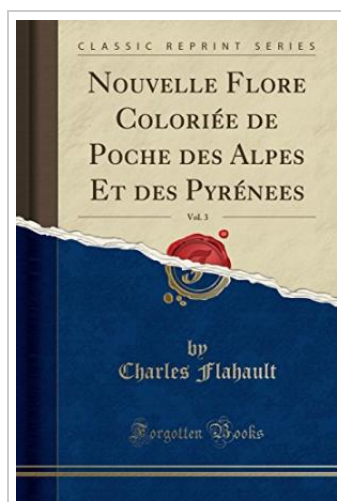 CLASSIC REPRINT SERIES
NOUVELLE FLORE
COLORIÉE DE
POCHE DES ALPES
ET DES PYRÉNEES
Vol. 3
by
Charles Flahault
Forgotten Books